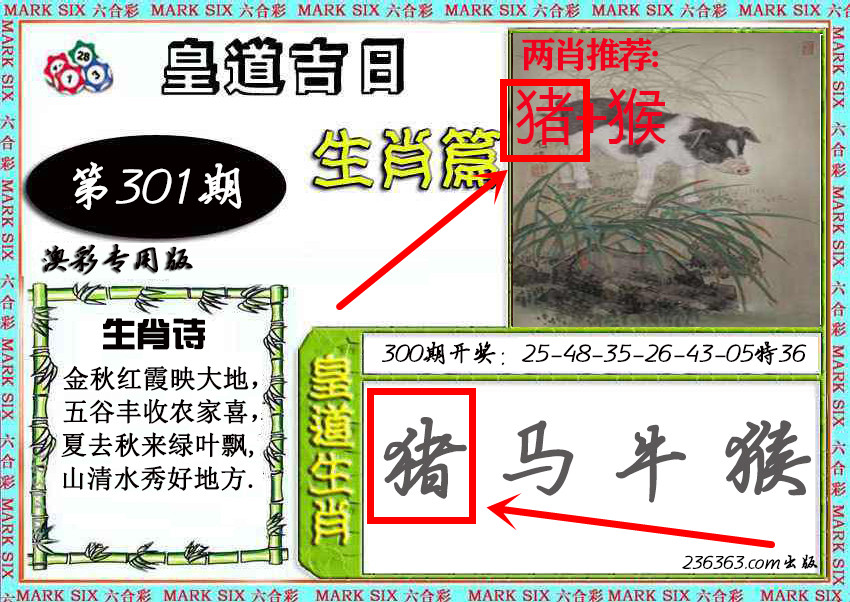 MARK SIX 六合彩 MARK SIX 六合彩 MARK SIX 六合彩 MARK SIX 六合彩 MARK SIX 六合彩 MARK SIX 六合彩
皇道吉日
28
1
3
两肖推荐:
猪+猴
生肖篇
第301期
澳彩专用版
生肖诗
金秋红霞映大地，
五谷丰收农家喜，
夏去秋来绿叶飘,
山清水秀好地方.
300期开奖：25-48-35-26-43-05特36
皇道生肖
猪 马 牛 猴
236363.com出版
MARK SIX 六合彩 MARK SIX 六合彩 MARK SIX 六合彩 MARK SIX 六合彩 MARK SIX 六合彩 MARK SIX 六合彩